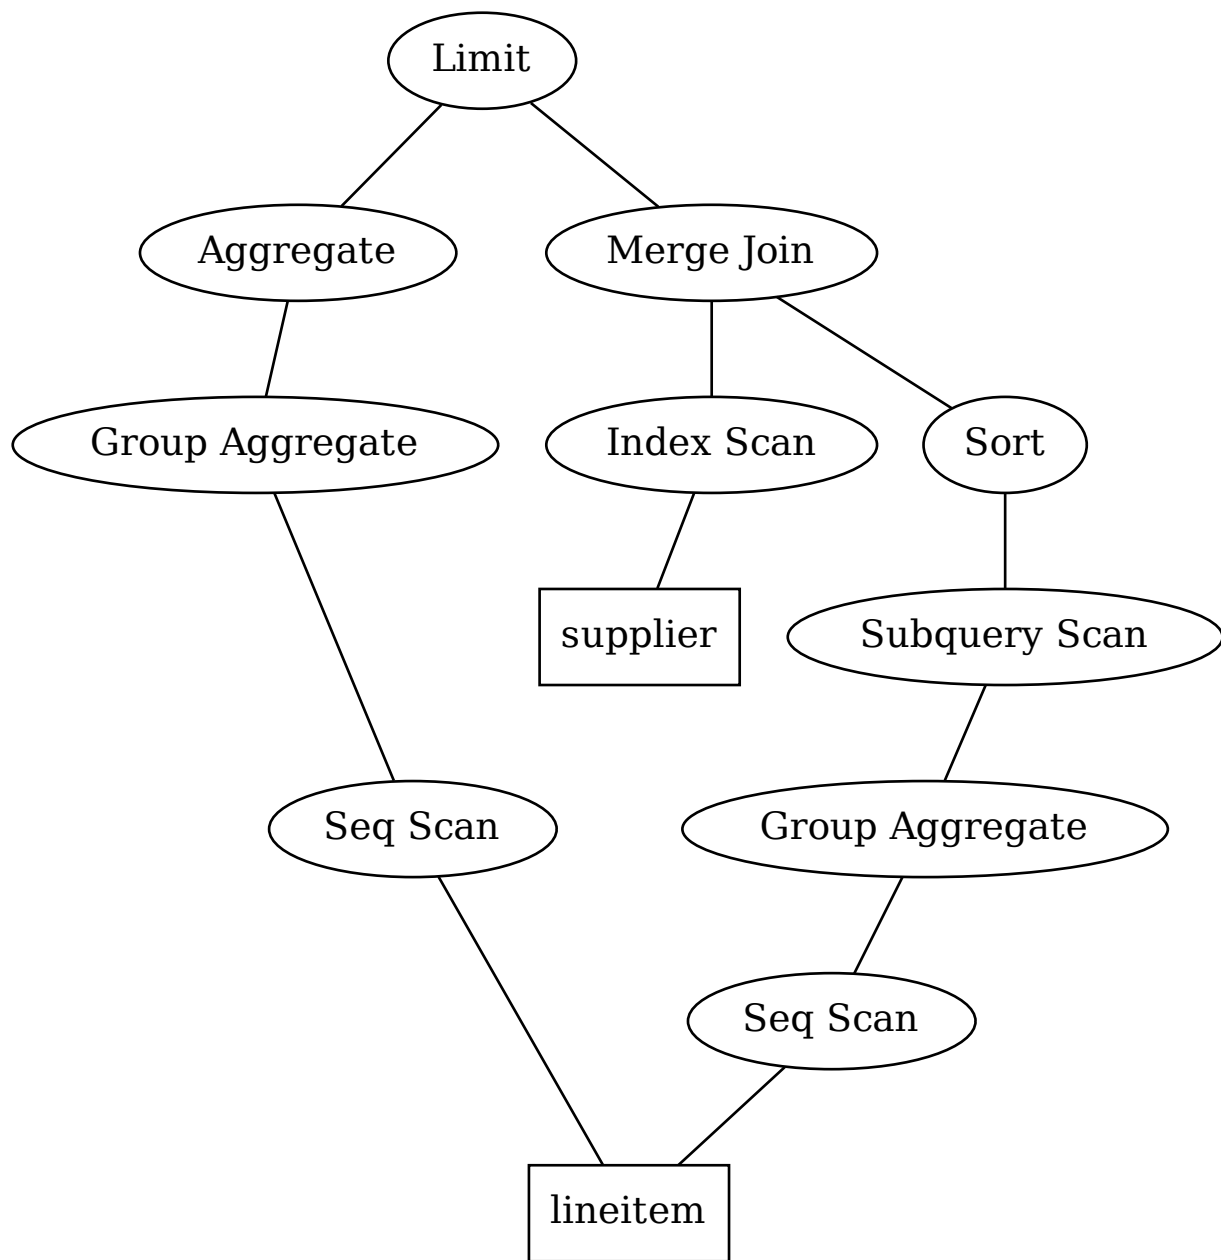 Limit
Aggregate
Merge Join
Group Aggregate
Index Scan
Sort
supplier
Subquery Scan
Seq Scan
Group Aggregate
Seq Scan
lineitem